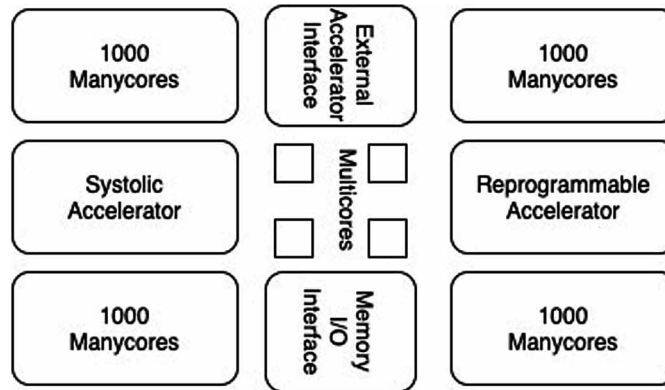 1000
Manycores
External
Accelerator
Interface
1000
Manycores
Systolic
Accelerator
Multicores
Reprogrammable
Accelerator
1000
Manycores
Memory
I/O
Interface
1000
Manycores